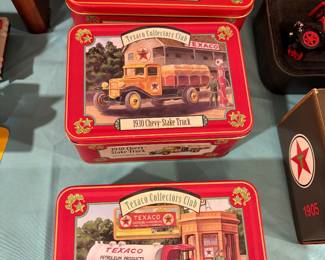 Texaco Collectors Club
TEXACO
1930 Chevy-Stake Truck
1930 Chevy-Stake Truck
Texaco Collectors Club
TEXACO
TEXACO
PETROLEUM PRODUCTS
1905